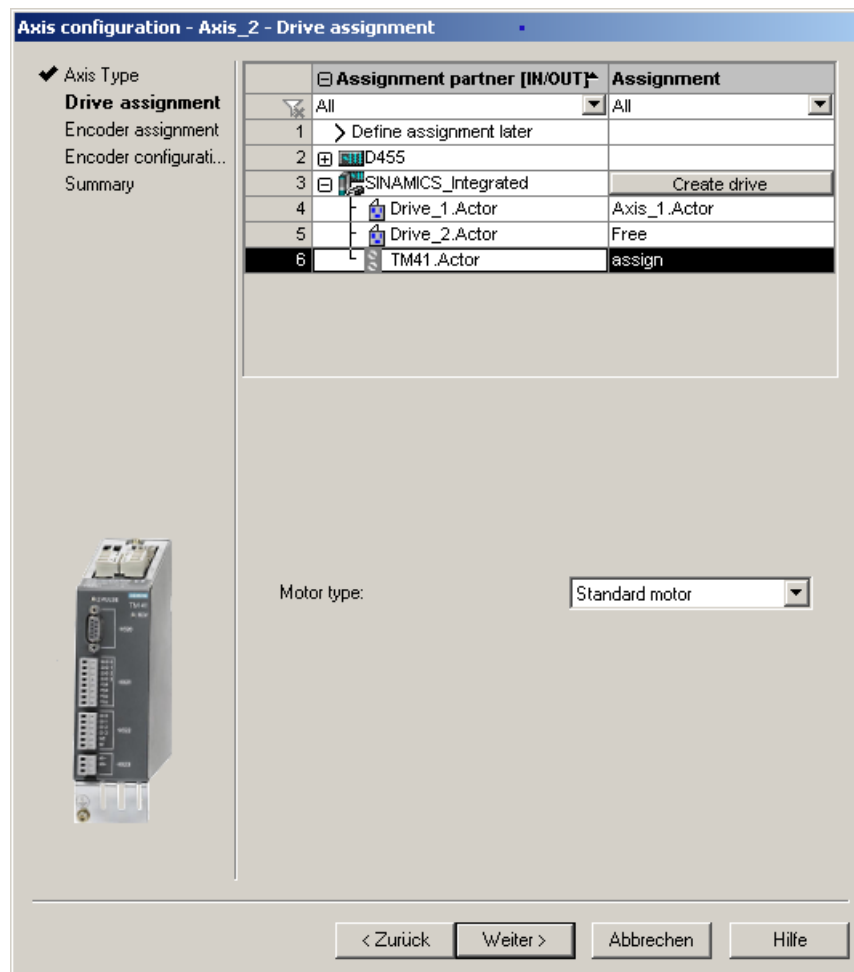 Axis configuration - Axis_2 - Drive assignment
Axis Type
Drive assignment
Encoder assignment
Encoder configurati...
Summary
Assignment partner [IN/OUT] Assignment
All All
1 Define assignment later
2 D455
3 SINAMICS_Integrated Create drive
4 Drive_1.Actor Axis_1.Actor
5 Drive_2.Actor Free
6 TM41.Actor assign
Motor type: Standard motor
< Zurück Weiter > Abbrechen Hilfe